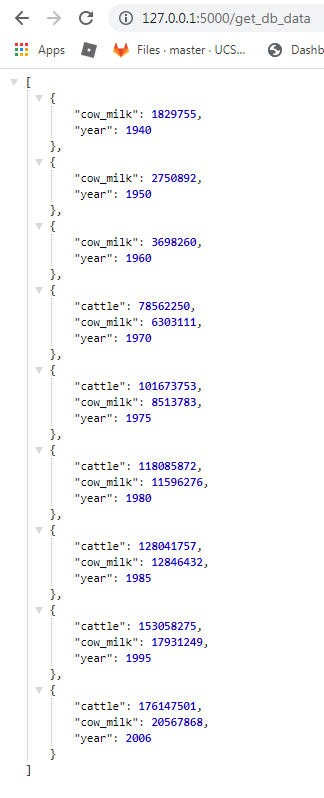 127.0.0.1:5000/get_db_data
Apps Files · master · UCS... Dashb
[
{
"cow_milk": 1829755,
"year": 1940
},
{
"cow_milk": 2750892,
"year": 1950
},
{
"cow_milk": 3698260,
"year": 1960
},
{
"cattle": 78562250,
"cow_milk": 6303111,
"year": 1970
},
{
"cattle": 101673753,
"cow_milk": 8513783,
"year": 1975
},
{
"cattle": 118085872,
"cow_milk": 11596276,
"year": 1980
},
{
"cattle": 128041757,
"cow_milk": 12846432,
"year": 1985
},
{
"cattle": 153058275,
"cow_milk": 17931249,
"year": 1995
},
{
"cattle": 176147501,
"cow_milk": 20567868,
"year": 2006
}
]